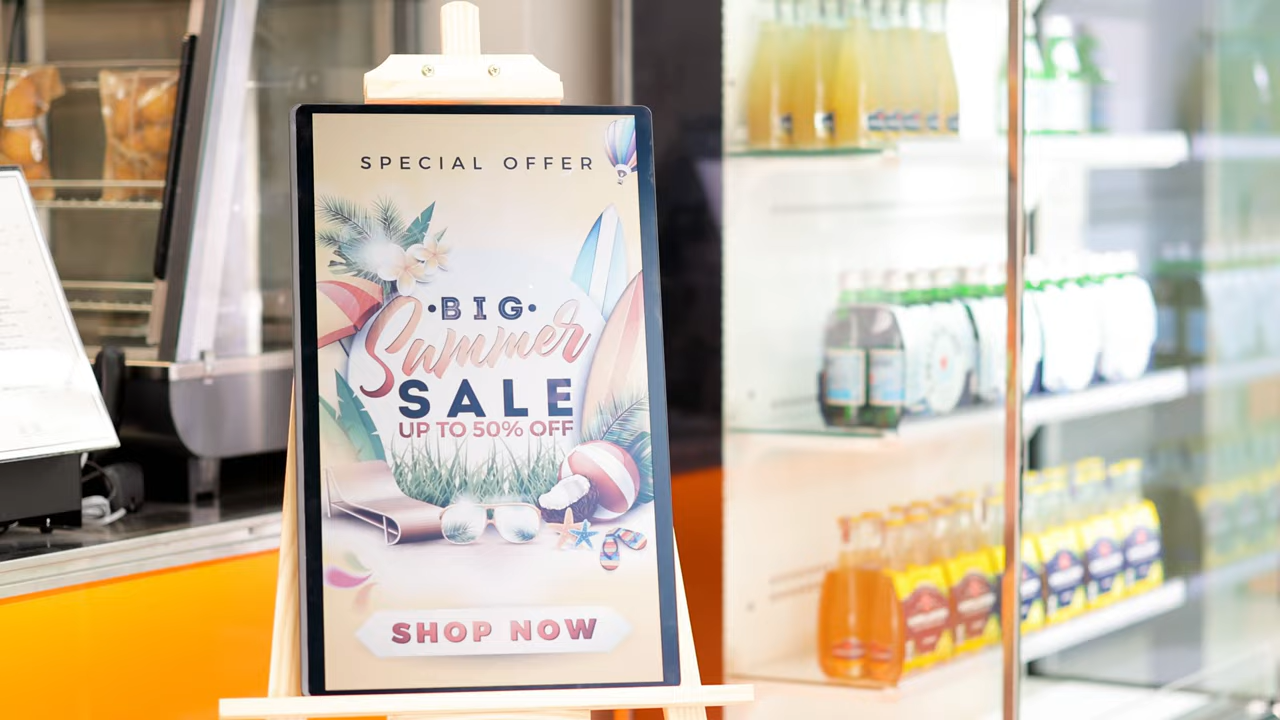 SPECIAL OFFER
·BIG·
Summer
SALE
UP TO 50% OFF
SHOP NOW